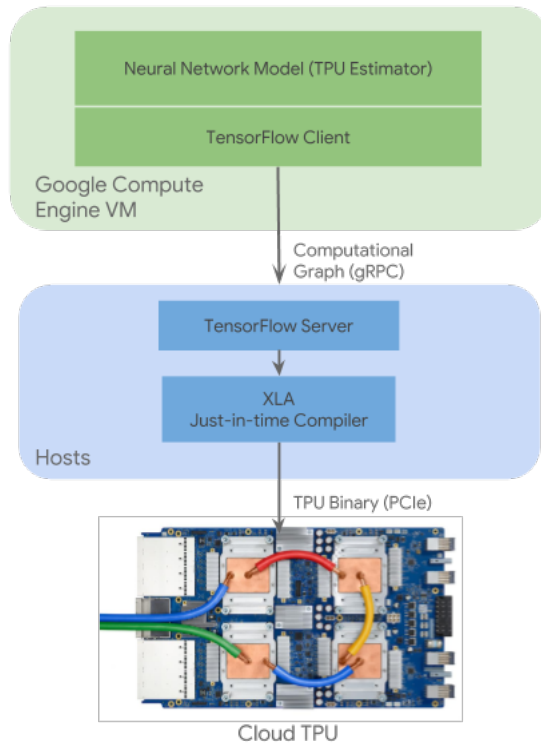 Neural Network Model (TPU Estimator)
TensorFlow Client
Google Compute
Engine VM
Computational
Graph (gRPC)
TensorFlow Server
XLA
Just-in-time Compiler
Hosts
TPU Binary (PCIe)
Cloud TPU